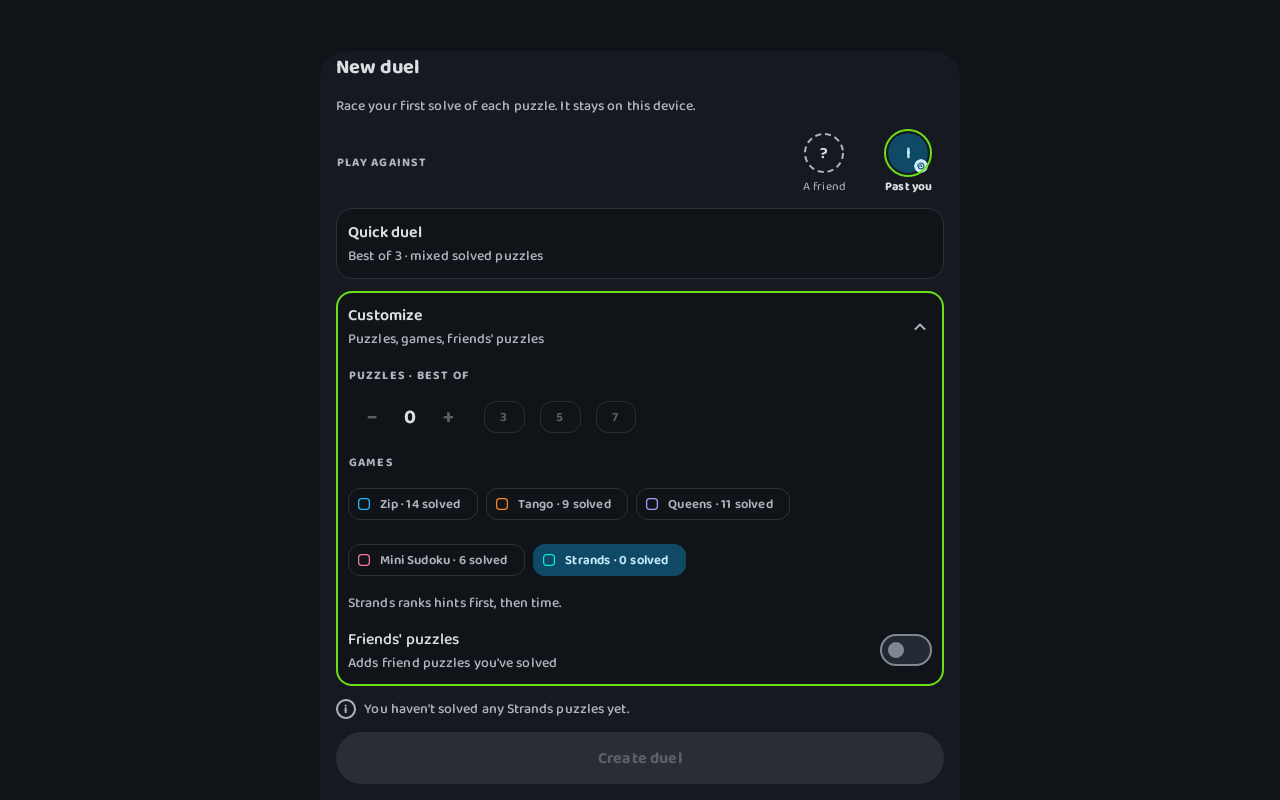 New duel
Race your first solve of each puzzle. It stays on this device.
PLAY AGAINST
?
A friend
I
Past you
Quick duel
Best of 3 · mixed solved puzzles
Customize
Puzzles, games, friends' puzzles
PUZZLES · BEST OF
− 0 + 3 5 7
GAMES
Zip · 14 solved
Tango · 9 solved
Queens · 11 solved
Mini Sudoku · 6 solved
Strands · 0 solved
Strands ranks hints first, then time.
Friends' puzzles
Adds friend puzzles you've solved
You haven't solved any Strands puzzles yet.
Create duel